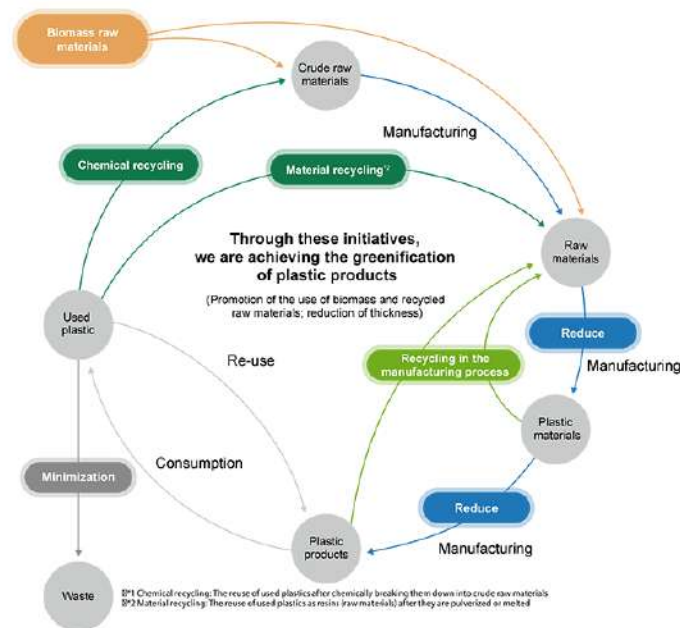 Biomass raw
materials
Crude raw
materials
Manufacturing
Chemical recycling
Material recycling*2
Through these initiatives,
we are achieving the greenification
of plastic products
(Promotion of the use of biomass and recycled
raw materials; reduction of thickness)
Raw
materials
Used
plastic
Reduce
Re-use
Recycling in the
manufacturing process
Manufacturing
Plastic
materials
Consumption
Minimization
Reduce
Plastic
products
Manufacturing
Waste
*1 Chemical recycling: The reuse of used plastics after chemically breaking them down into crude raw materials
*2 Material recycling: The reuse of used plastics as resins (raw materials) after they are pulverized or melted